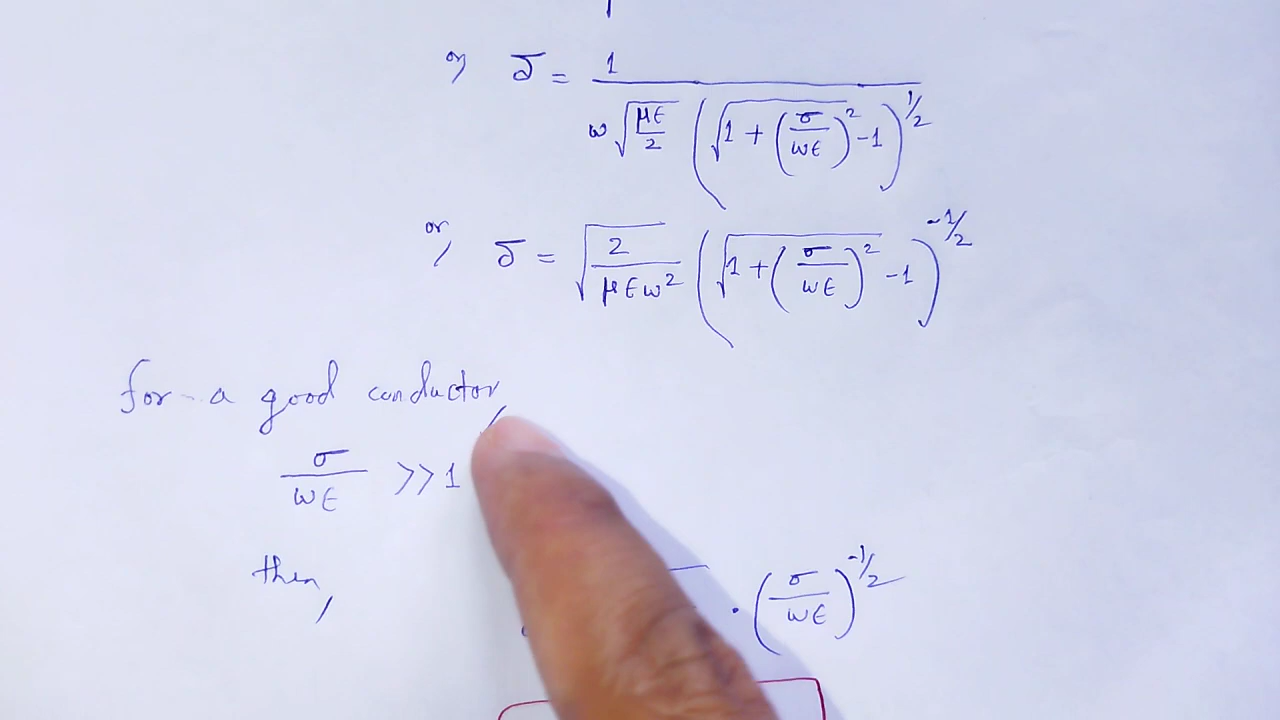 or, δ = 1 / ω √(μϵ/2) (√(1 + (σ/ωϵ)²) - 1)^1/2
or, δ = √(2/μϵω²) (√(1 + (σ/ωϵ)²) - 1)^-1/2
for a good conductor,
σ/ωϵ >> 1
then,
· (σ/ωϵ)^-1/2